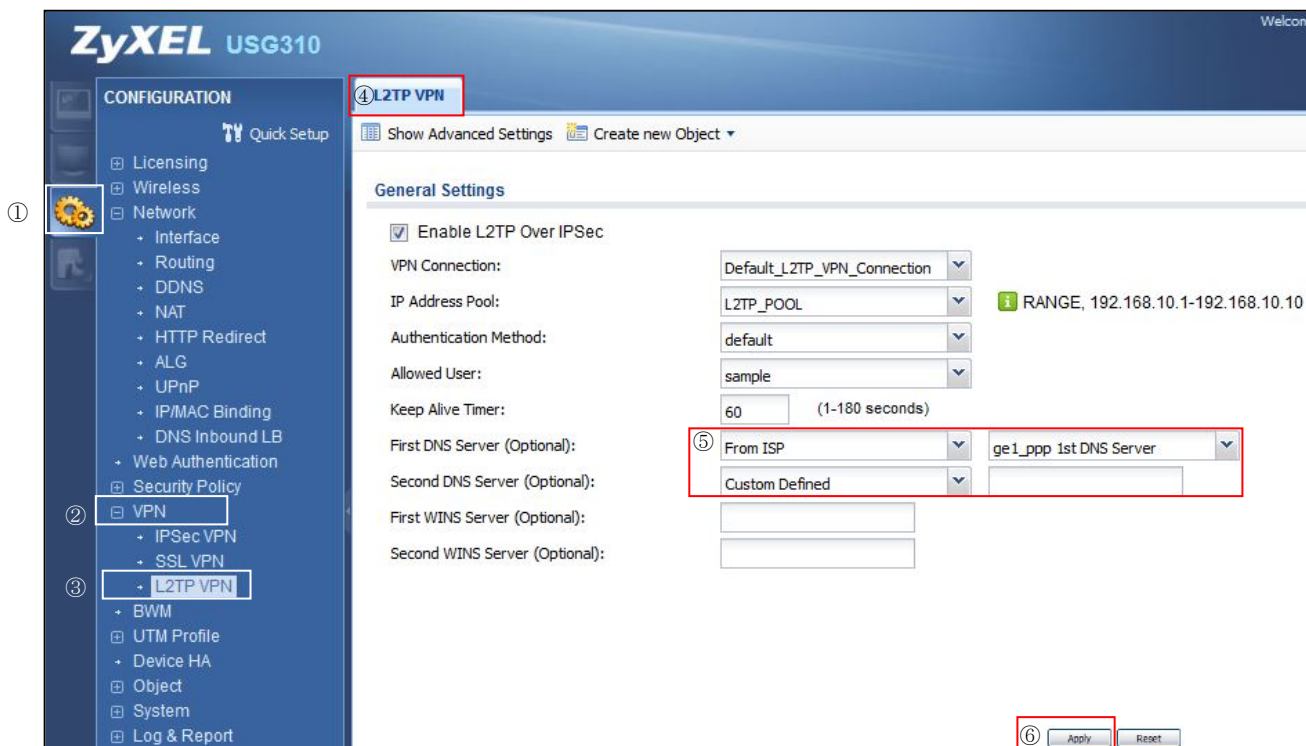 Welcom
ZyXEL USG310
CONFIGURATION
④L2TP VPN
Quick Setup
Show Advanced Settings Create new Object
Licensing
Wireless
①
Network
Interface
Routing
DDNS
NAT
HTTP Redirect
ALG
UPnP
IP/MAC Binding
DNS Inbound LB
Web Authentication
Security Policy
② VPN
IPSec VPN
SSL VPN
③ L2TP VPN
BWM
UTM Profile
Device HA
Object
System
Log & Report
General Settings
Enable L2TP Over IPSec
VPN Connection: Default_L2TP_VPN_Connection
IP Address Pool: L2TP_POOL RANGE, 192.168.10.1-192.168.10.10
Authentication Method: default
Allowed User: sample
Keep Alive Timer: 60 (1-180 seconds)
First DNS Server (Optional): ⑤ From ISP ge1_ppp 1st DNS Server
Second DNS Server (Optional): Custom Defined
First WINS Server (Optional):
Second WINS Server (Optional):
⑥ Apply Reset